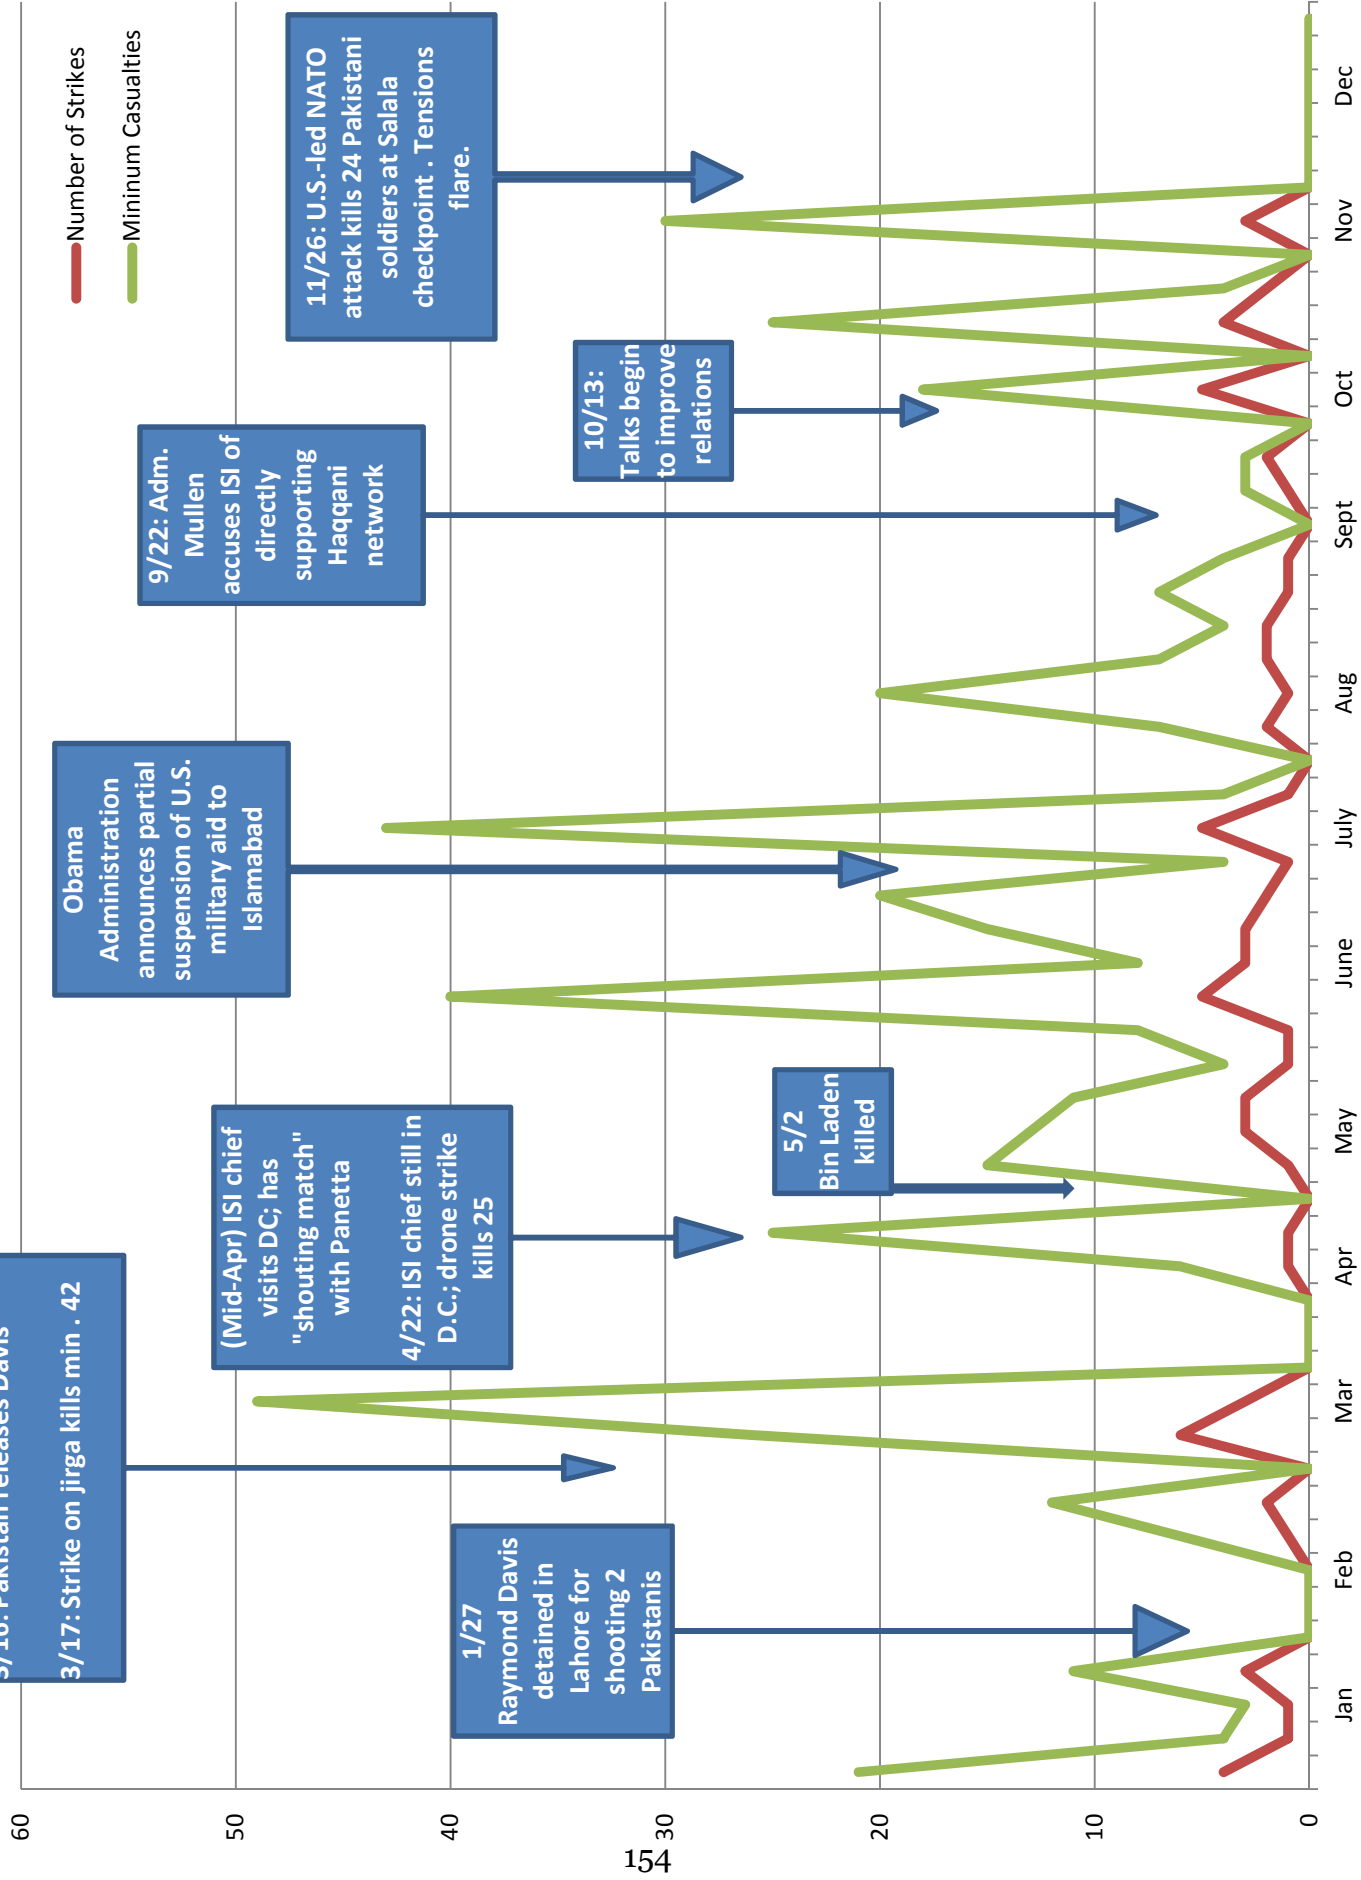 3/16: Pakistan releases Davis
3/17: Strike on jirga kills min . 42
(Mid-Apr) ISI chief
visits DC; has
"shouting match"
with Panetta
4/22: ISI chief still in
D.C.; drone strike
kills 25
Obama
Administration
announces partial
suspension of U.S.
military aid to
Islamabad
9/22: Adm.
Mullen
accuses ISI of
directly
supporting
Haqqani
network
11/26: U.S.-led NATO
attack kills 24 Pakistani
soldiers at Salala
checkpoint . Tensions
flare.
10/13:
Talks begin
to improve
relations
1/27
Raymond Davis
detained in
Lahore for
shooting 2
Pakistanis
5/2
Bin Laden
killed
Number of Strikes
Mininum Casualties
60
50
40
30
20
10
0
Jan
Feb
Mar
Apr
May
June
July
Aug
Sept
Oct
Nov
Dec
154